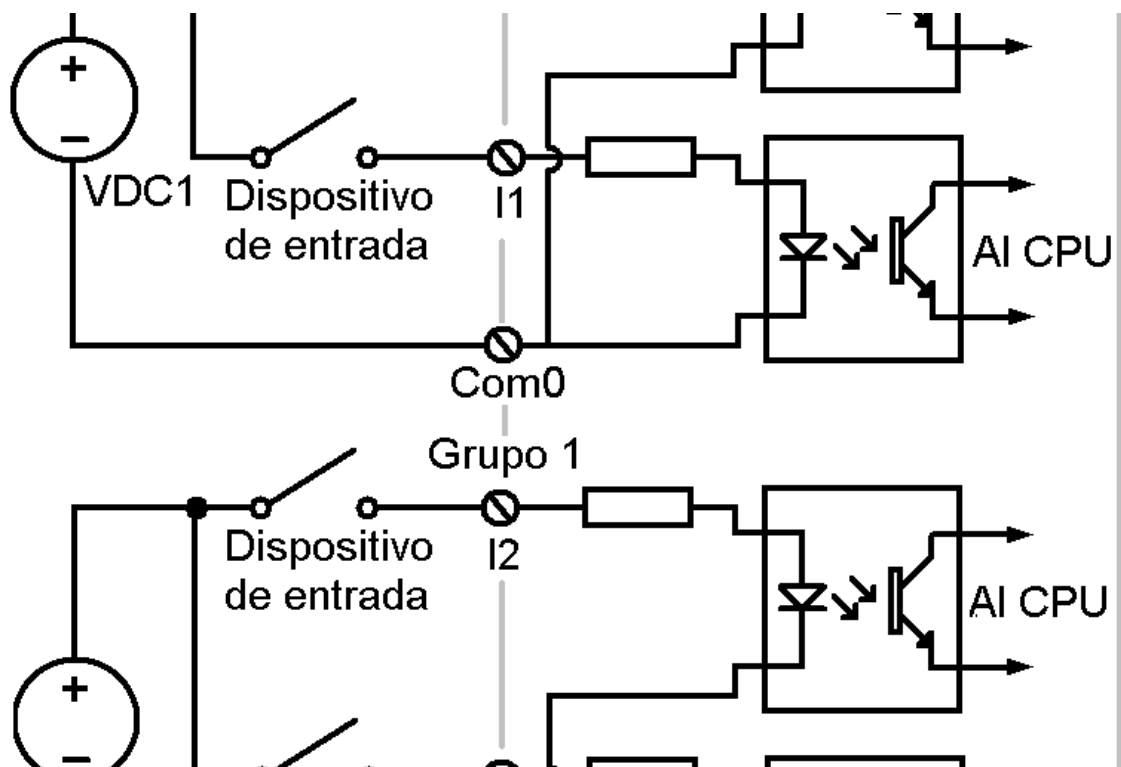 +
−
VDC1
Dispositivo
de entrada
I1
Al CPU
Com0
Grupo 1
Dispositivo
de entrada
I2
Al CPU
+
−